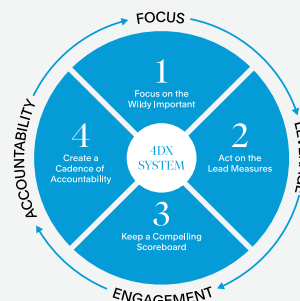 FOCUS
1
Focus on the
Wildy Important
4
Create a
Cadence of
Accountability
4DX
SYSTEM
2
Act on the
Lead Measures
3
Keep a Compelling
Scoreboard
ACCOUNTABILITY
ENGAGEMENT